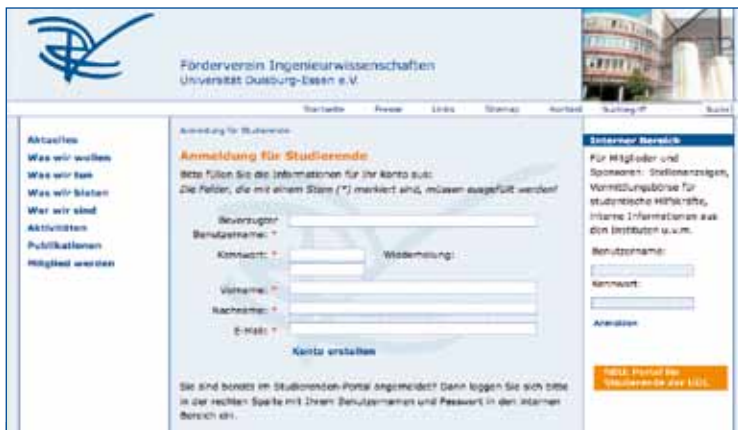 Förderverein Ingenieurwissenschaften
Universität Duisburg-Essen e.V.
Startseite Presse Links Sitemap Kontakt Suchbegriff Suche
Aktuelles
Was wir wollen
Was wir tun
Was wir bieten
Wer wir sind
Aktivitäten
Publikationen
Mitglied werden
Anmeldung für Studierende
Anmeldung für Studierende
Bitte füllen Sie die Informationen für Ihr Konto aus:
Die Felder, die mit einem Stern (*) markiert sind, müssen ausgefüllt werden!
Bevorzugter
Benutzername: *
Kennwort: * Wiederholung:
Vorname: *
Nachname: *
E-Mail: *
Konto erstellen
Sie sind bereits im Studierenden-Portal angemeldet? Dann loggen Sie sich bitte
in der rechten Spalte mit Ihrem Benutzernamen und Passwort in den internen
Bereich ein.
Interner Bereich
Für Mitglieder und
Sponsoren: Stellenanzeigen,
Vermittlungsbörse für
studentische Hilfskräfte,
interne Informationen aus
den Instituten u.v.m.
Benutzername:
Kennwort:
Anmelden
NEU: Portal für
Studierende der UDE